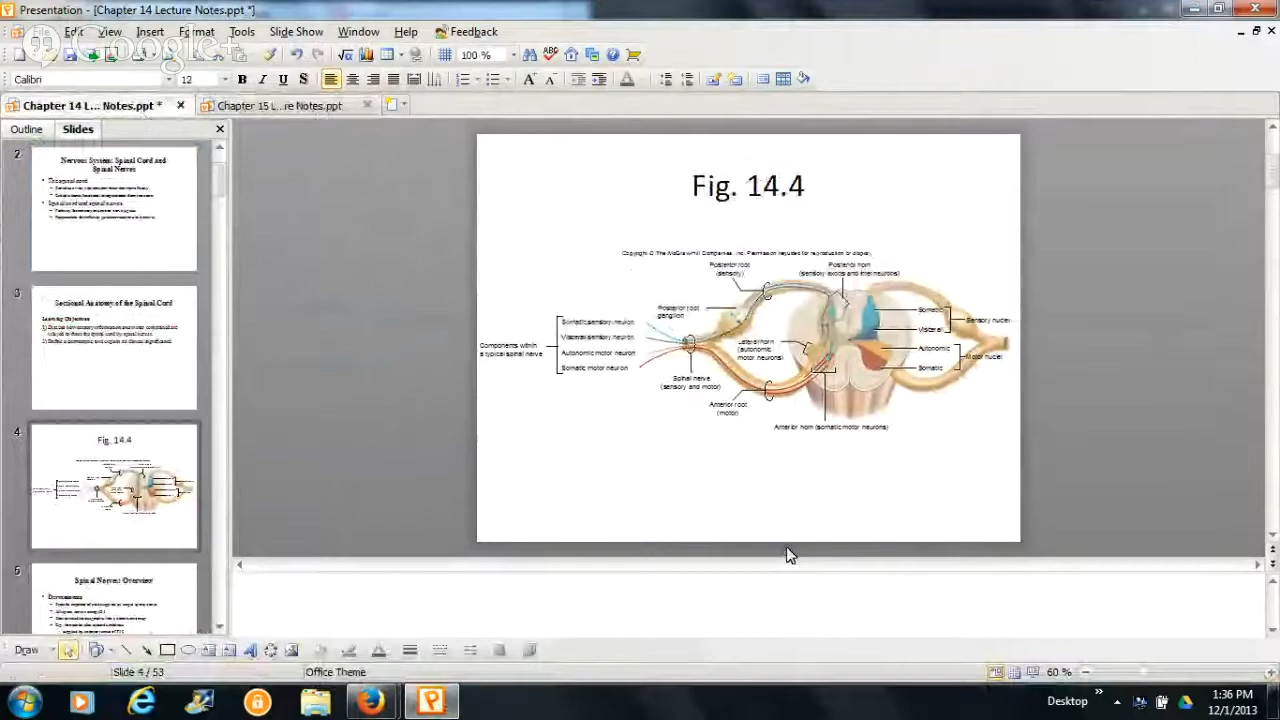 Presentation - [Chapter 14 Lecture Notes.ppt *]
Edit View Insert Format Tools Slide Show Window Help Feedback
Google+
100 %
Calibri 12
Chapter 14 L... Notes.ppt *
Chapter 15 L...re Notes.ppt
Outline Slides
2
Nervous System: Spinal Cord and
Spinal Nerves
3
Sectional Anatomy of the Spinal Cord
Learning Objectives
4
Fig. 14.4
5
Spinal Nerves: Overview
Fig. 14.4
Copyright © The McGraw-Hill Companies, Inc. Permission required for reproduction or display.
Posterior root
(sensory)
Posterior horn
(sensory axons and interneurons)
Posterior root
ganglion
Components within
a typical spinal nerve
Somatic sensory neuron
Visceral sensory neuron
Autonomic motor neuron
Somatic motor neuron
Lateral horn
(autonomic
motor neurons)
Spinal nerve
(sensory and motor)
Anterior root
(motor)
Anterior horn (somatic motor neurons)
Somatic
Visceral
Sensory nuclei
Autonomic
Somatic
Motor nuclei
Draw
Slide 4 / 53
Office Theme
60 %
Desktop
1:36 PM
12/1/2013